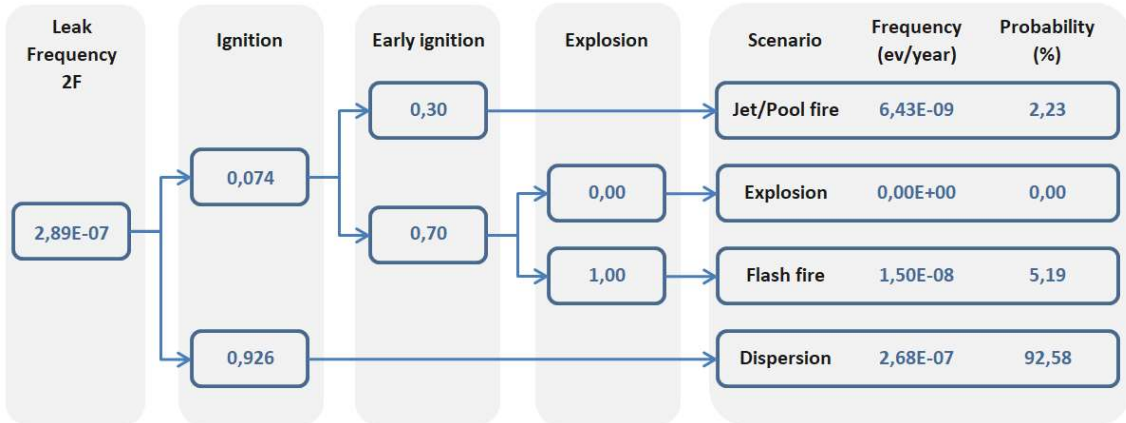 Leak
Frequency
2F
Ignition
Early ignition
Explosion
Scenario
Frequency
(ev/year)
Probability
(%)
0,30
Jet/Pool fire 6,43E-09 2,23
0,074
0,00
Explosion 0,00E+00 0,00
2,89E-07
0,70
1,00
Flash fire 1,50E-08 5,19
0,926
Dispersion 2,68E-07 92,58